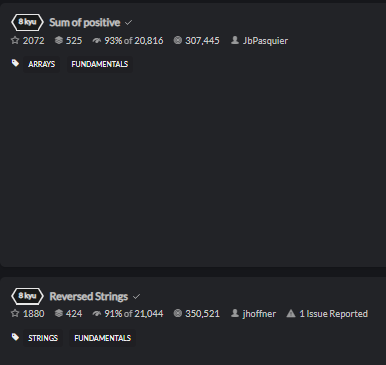 8 kyu Sum of positive
2072 525 93% of 20,816 307,445 JbPasquier
ARRAYS FUNDAMENTALS
8 kyu Reversed Strings
1880 424 91% of 21,044 350,521 jhoffner 1 Issue Reported
STRINGS FUNDAMENTALS